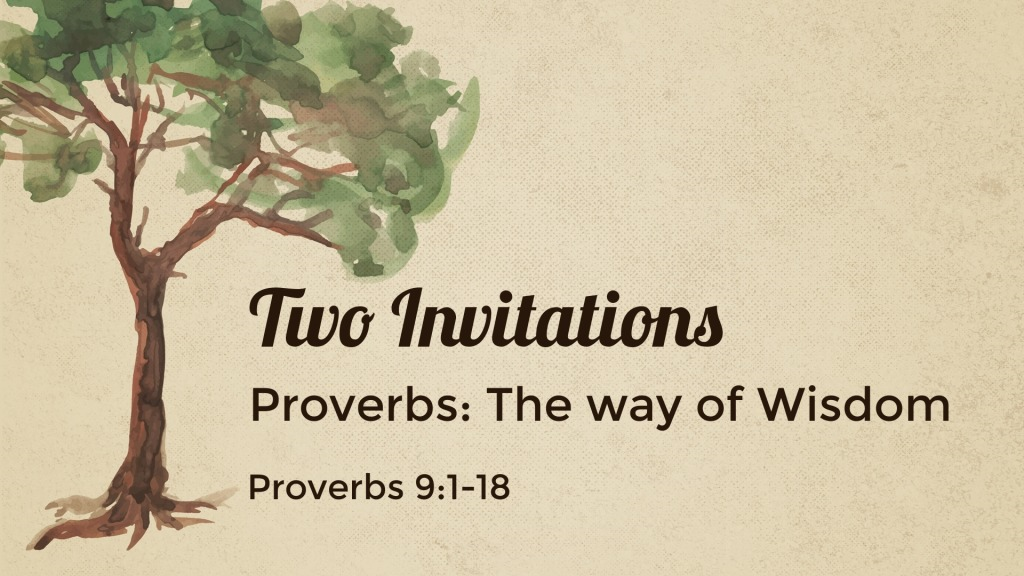 Two Invitations
Proverbs: The way of Wisdom
Proverbs 9:1-18